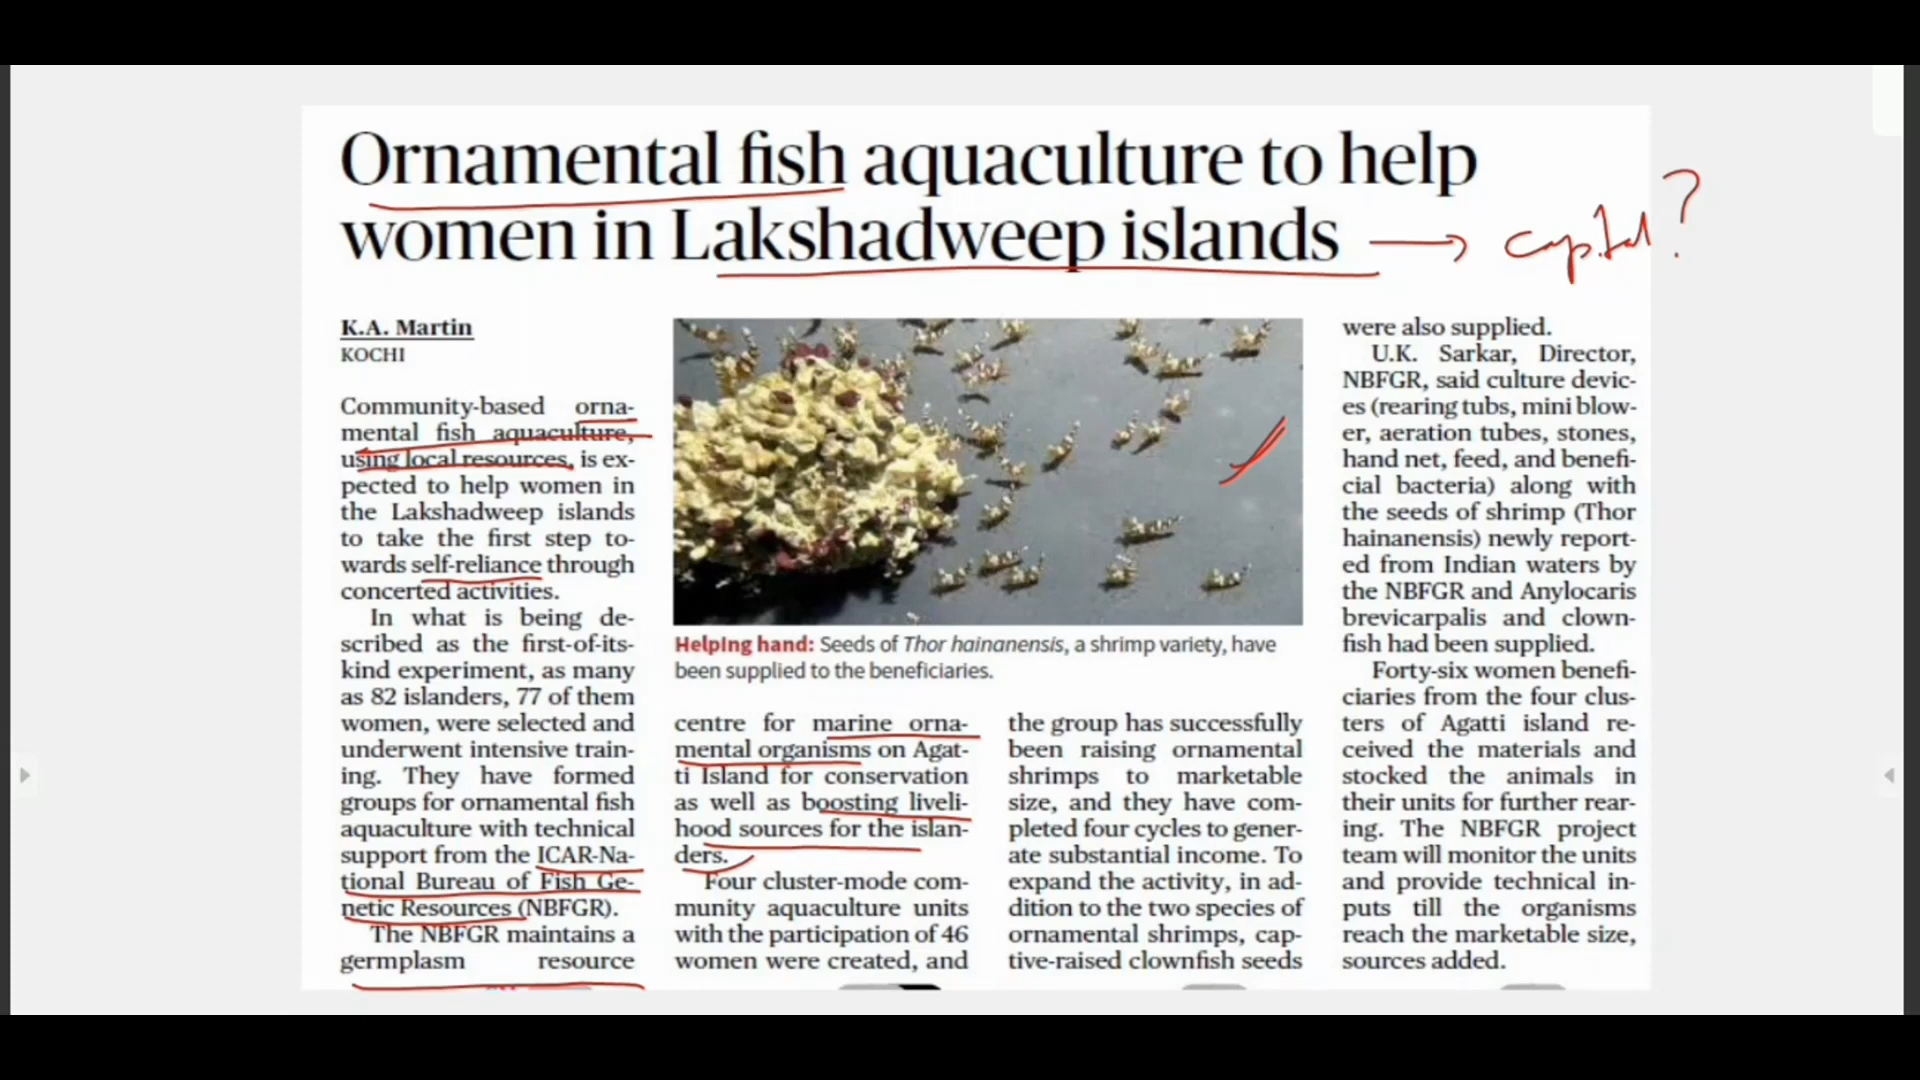 Ornamental fish aquaculture to help
women in Lakshadweep islands → capital?
K.A. Martin
KOCHI
Community-based orna-
mental fish aquaculture,
using local resources, is ex-
pected to help women in
the Lakshadweep islands
to take the first step to-
wards self-reliance through
concerted activities.
In what is being de-
scribed as the first-of-its-
kind experiment, as many
as 82 islanders, 77 of them
women, were selected and
underwent intensive train-
ing. They have formed
groups for ornamental fish
aquaculture with technical
support from the ICAR-Na-
tional Bureau of Fish Ge-
netic Resources (NBFGR).
The NBFGR maintains a
germplasm resource
Helping hand: Seeds of Thor hainanensis, a shrimp variety, have
been supplied to the beneficiaries.
centre for marine orna-
mental organisms on Agat-
ti Island for conservation
as well as boosting liveli-
hood sources for the islan-
ders.
Four cluster-mode com-
munity aquaculture units
with the participation of 46
women were created, and
the group has successfully
been raising ornamental
shrimps to marketable
size, and they have com-
pleted four cycles to gener-
ate substantial income. To
expand the activity, in ad-
dition to the two species of
ornamental shrimps, cap-
tive-raised clownfish seeds
were also supplied.
U.K. Sarkar, Director,
NBFGR, said culture devic-
es (rearing tubs, mini blow-
er, aeration tubes, stones,
hand net, feed, and benefi-
cial bacteria) along with
the seeds of shrimp (Thor
hainanensis) newly report-
ed from Indian waters by
the NBFGR and Anylocaris
brevicarpalis and clown-
fish had been supplied.
Forty-six women benefi-
ciaries from the four clus-
ters of Agatti island re-
ceived the materials and
stocked the animals in
their units for further rear-
ing. The NBFGR project
team will monitor the units
and provide technical in-
puts till the organisms
reach the marketable size,
sources added.